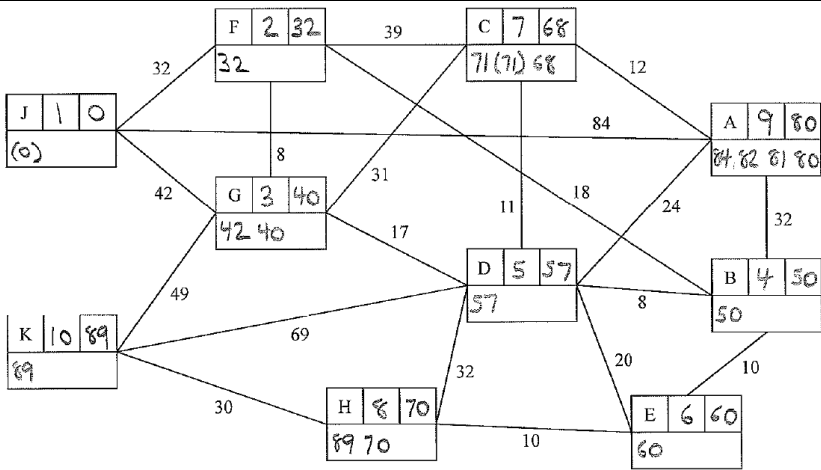 F 2 32
32
39
C 7 68
71 (71) 68
32
12
J 1 0
(0)
84
A 9 80
84, 82 81 80
8
42
31
18
G 3 40
42 40
11
24
32
17
D 5 57
57
B 4 50
50
8
49
69
K 10 89
89
20
32
10
30
H 8 70
89 70
10
E 6 60
60